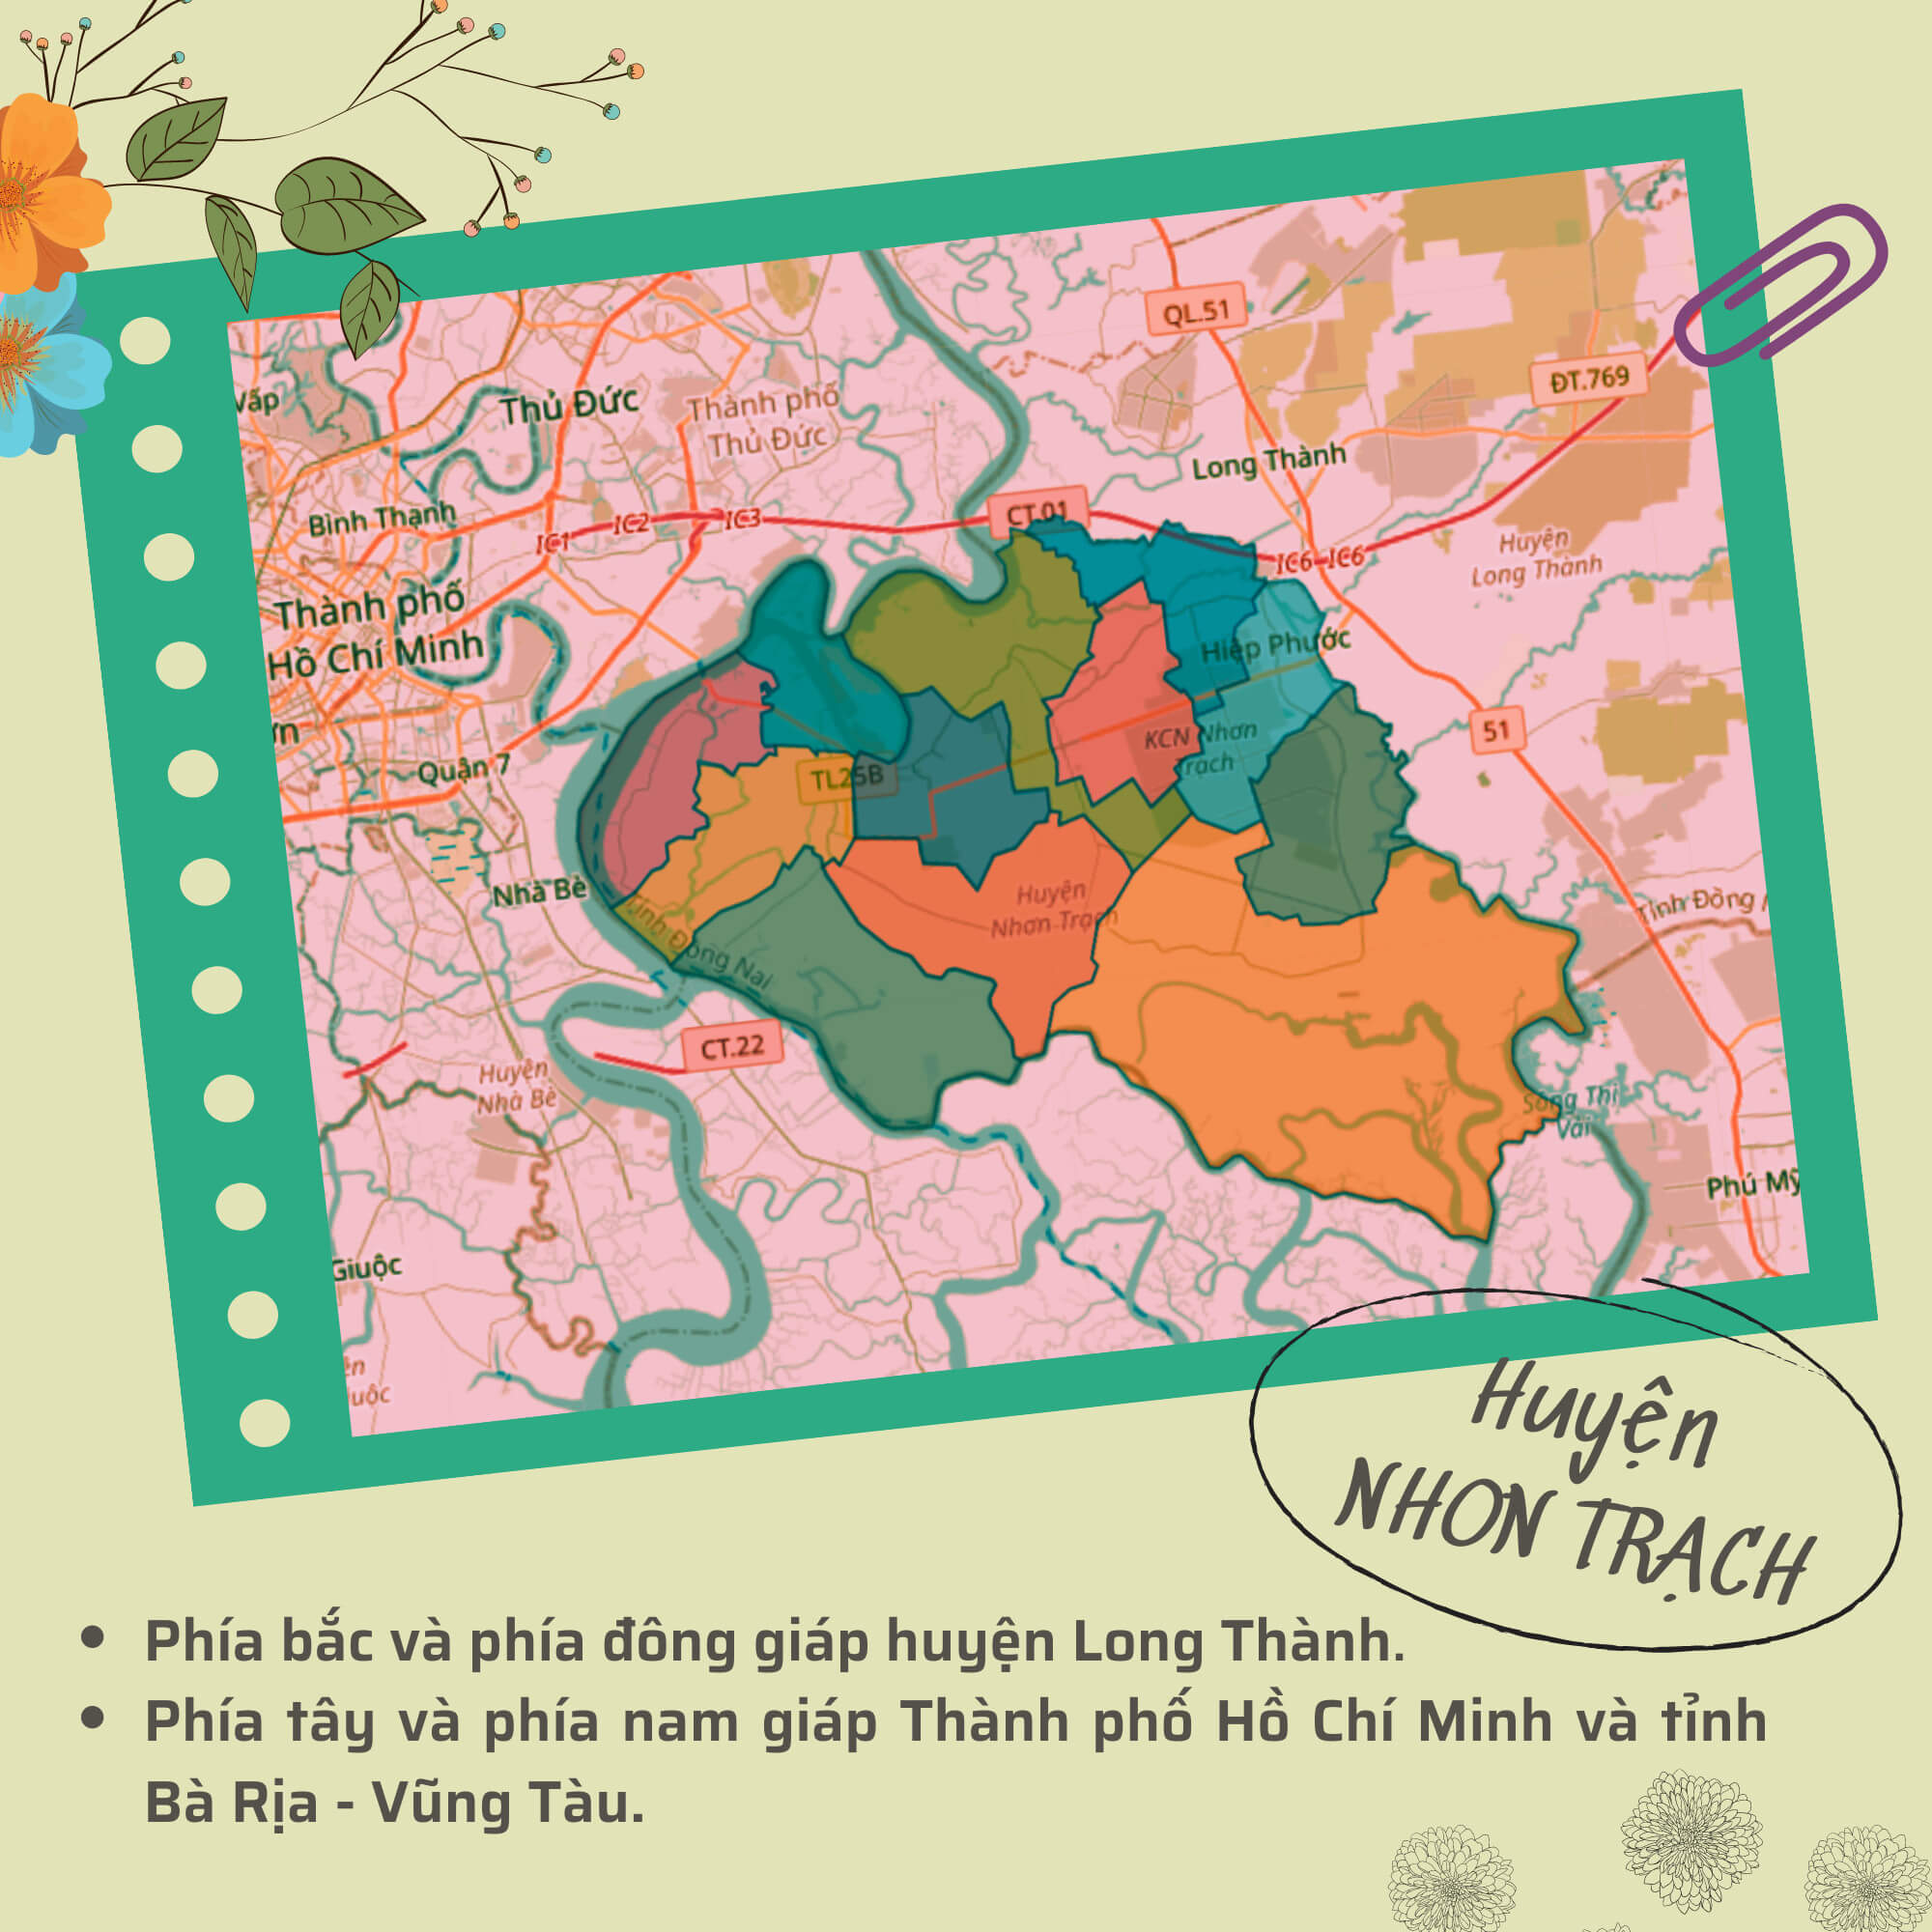 QL.51
ĐT.769
Vấp
Thủ Đức
Thành phố
Thủ Đức
Long Thành
CT.01
Bình Thạnh
IC1
IC2
IC3
IC6
IC6
Huyện
Long Thành
Thành phố
Hồ Chí Minh
Hiệp Phước
51
KCN Nhơn
Trạch
Quận 7
TL25B
Nhà Bè
Huyện
Nhơn Trạch
Tỉnh Đồng
Tỉnh Đồng Nai
CT.22
Huyện
Nhà Bè
Sông Thị
Vải
Phú Mỹ
Giuộc
Huyện
NHON TRẠCH
• Phía bắc và phía đông giáp huyện Long Thành.
• Phía tây và phía nam giáp Thành phố Hồ Chí Minh và tỉnh
Bà Rịa - Vũng Tàu.